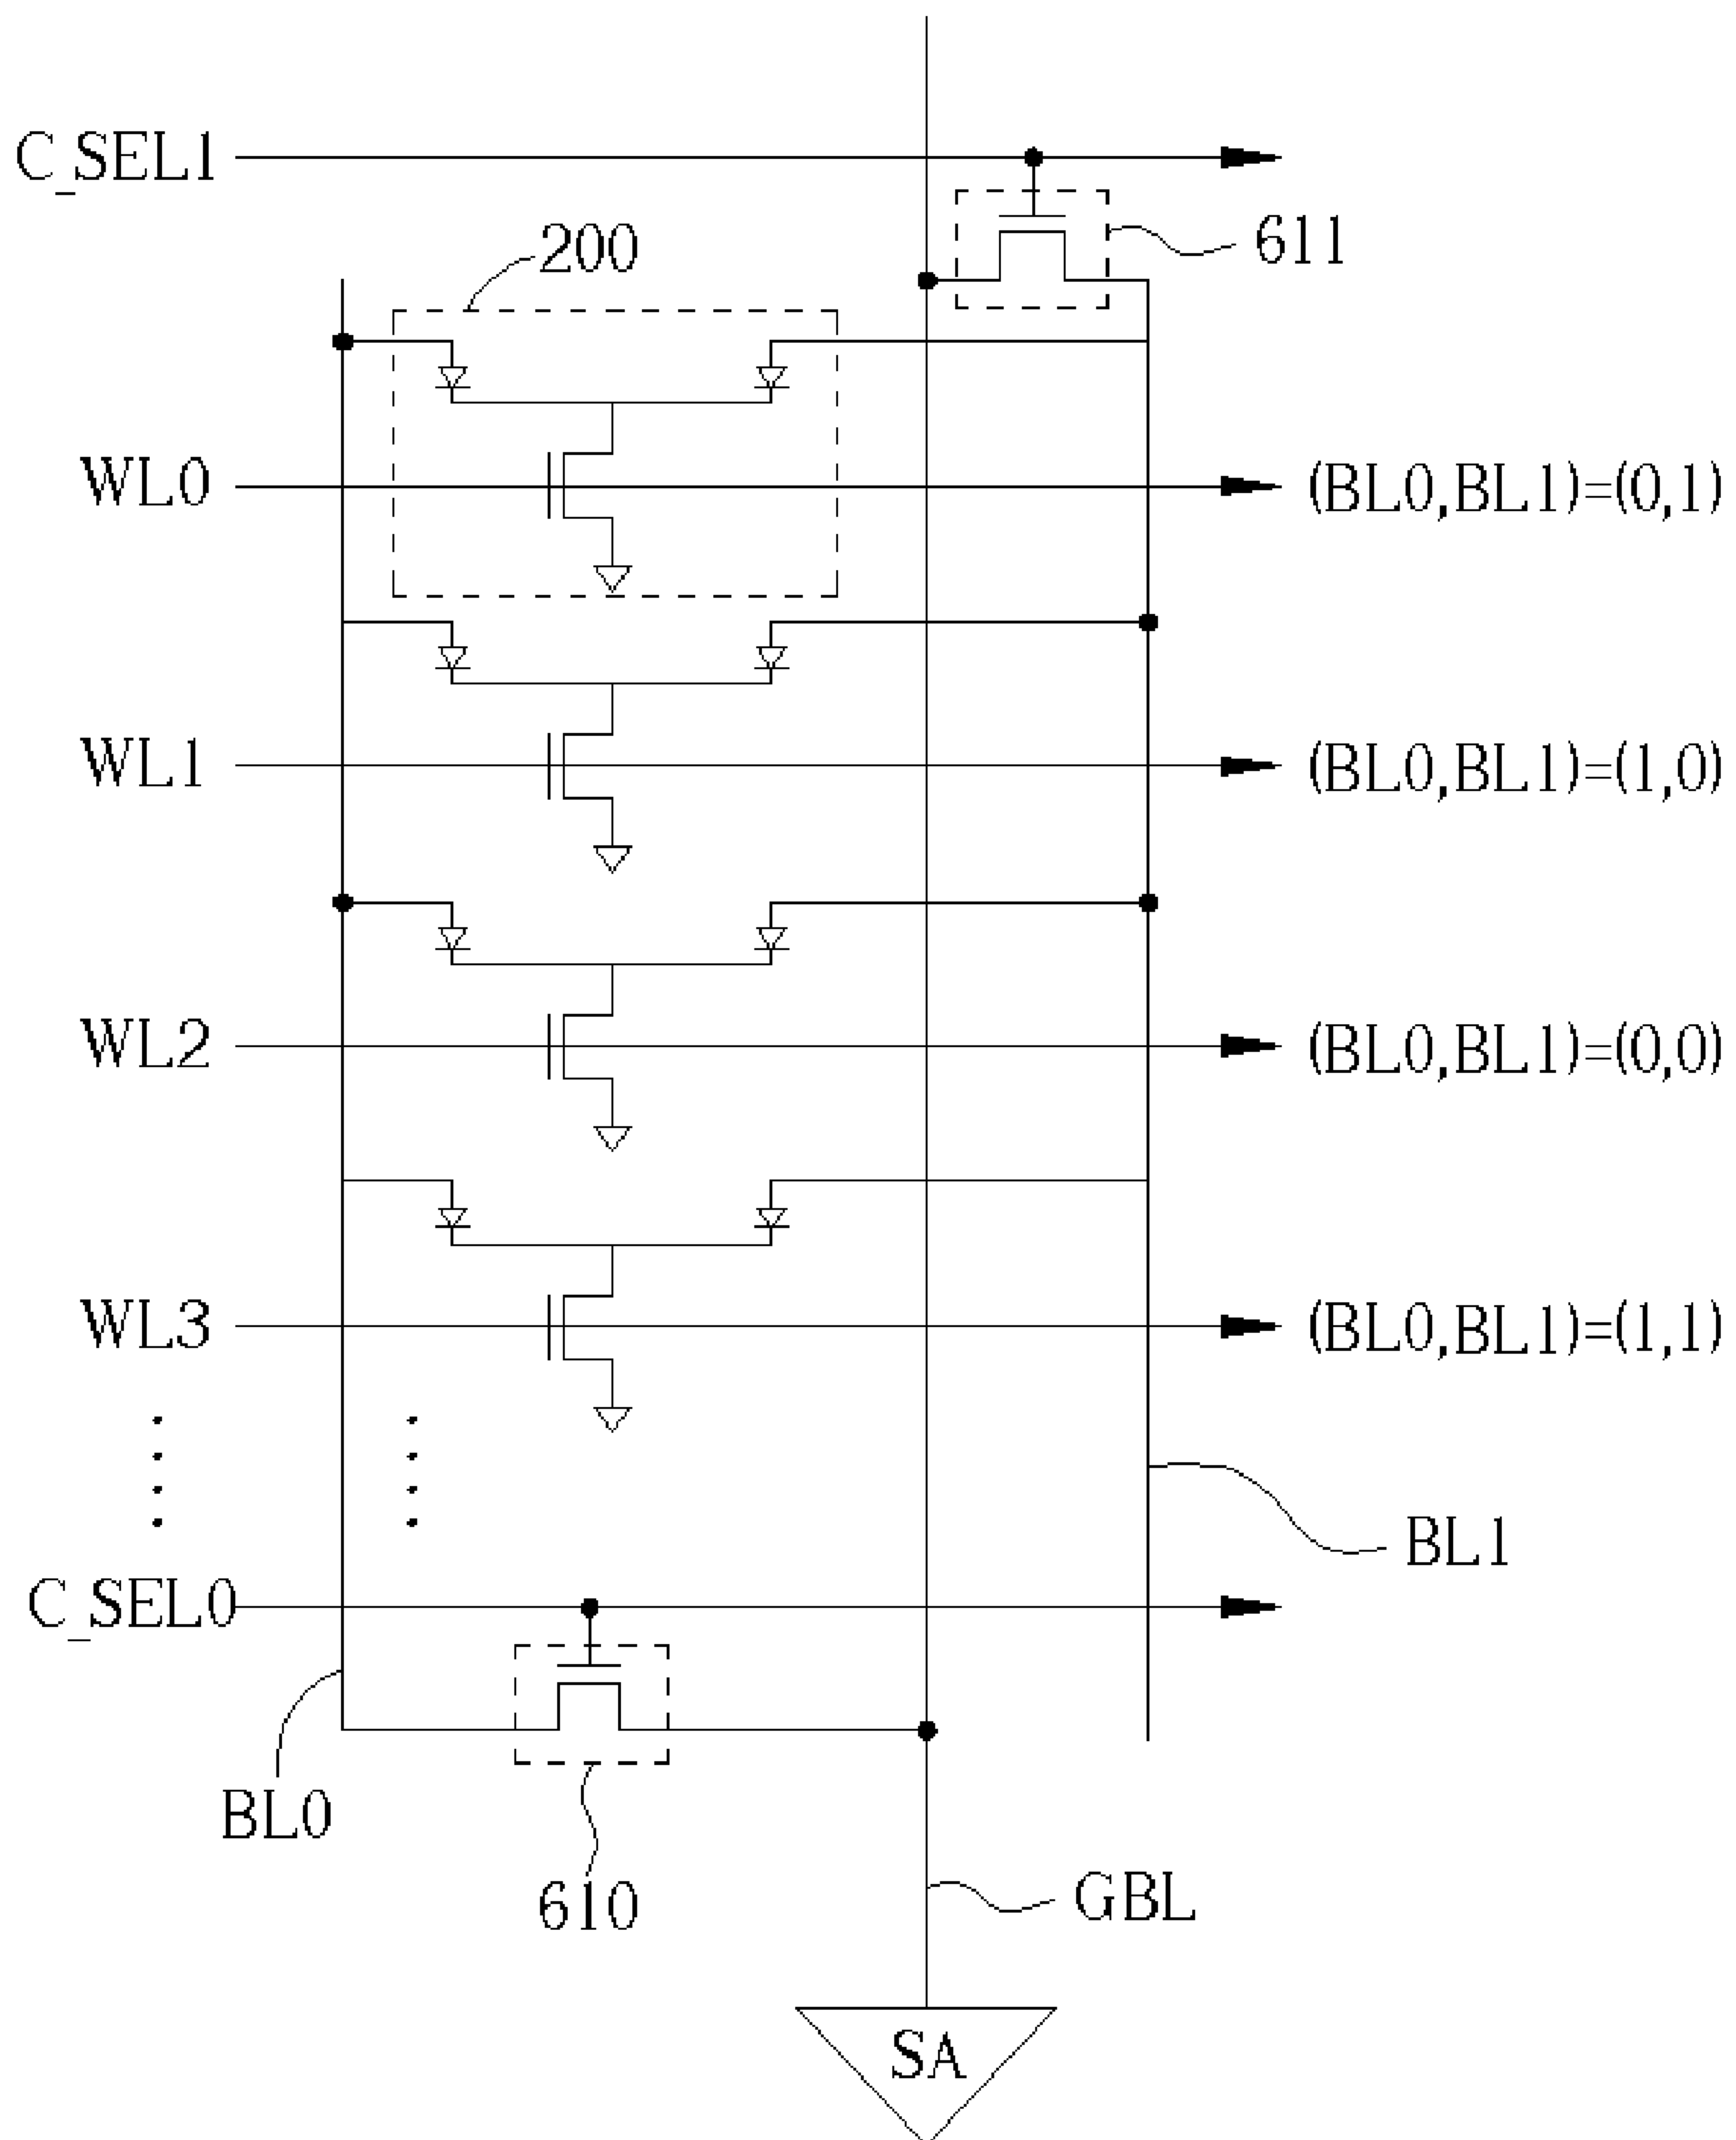 C_SEL1
611
200
WL0
(BL0,BL1)=(0,1)
WL1
(BL0,BL1)=(1,0)
WL2
(BL0,BL1)=(0,0)
WL3
(BL0,BL1)=(1,1)
BL1
C_SEL0
BL0
610
GBL
SA